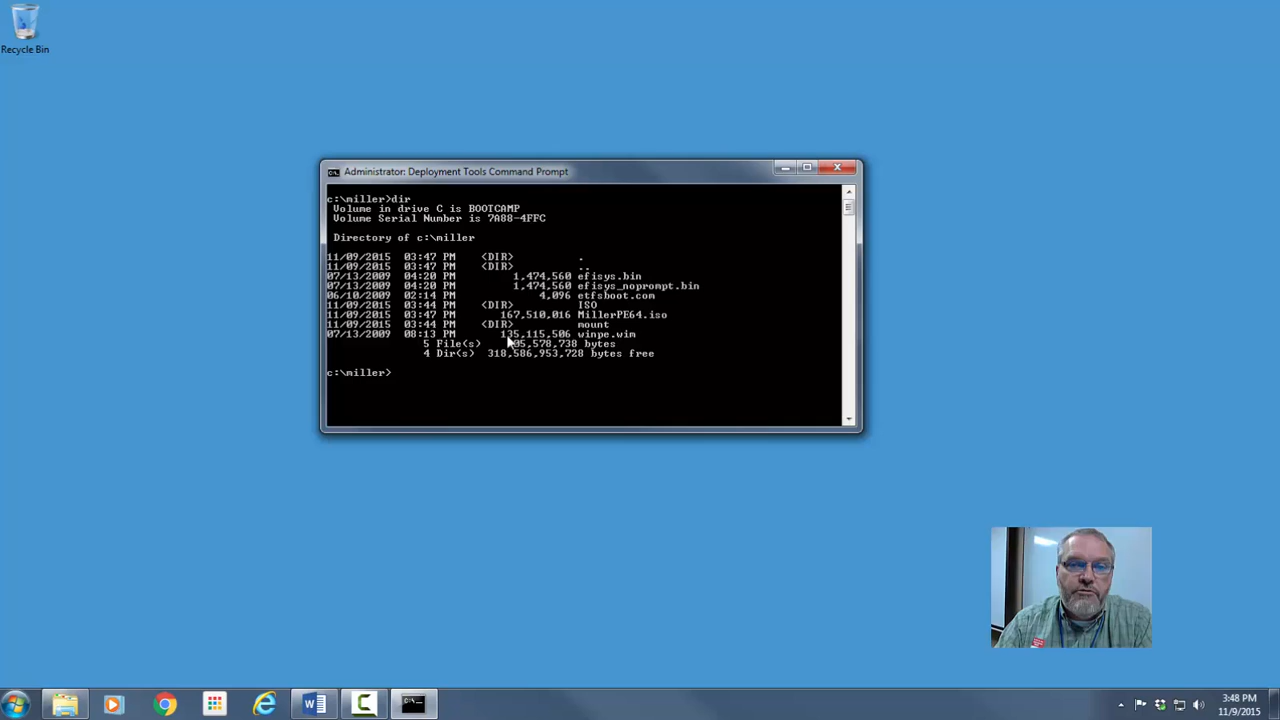 Recycle Bin
Administrator: Deployment Tools Command Prompt
c:\miller>dir
Volume in drive C is BOOTCAMP
Volume Serial Number is 7A88-4FFC
Directory of c:\miller
11/09/2015 03:47 PM <DIR> .
11/09/2015 03:47 PM <DIR> ..
07/13/2009 04:20 PM 1,474,560 efisys.bin
07/13/2009 04:20 PM 1,474,560 efisys_noprompt.bin
06/10/2009 02:14 PM 4,096 etfsboot.com
11/09/2015 03:44 PM <DIR> ISO
11/09/2015 03:47 PM 167,510,016 MillerPE64.iso
11/09/2015 03:44 PM <DIR> mount
07/13/2009 08:13 PM 135,115,506 winpe.wim
5 File(s) bytes
4 Dir(s) 318,586,953,728 bytes free
c:\miller>
3:48 PM
11/9/2015